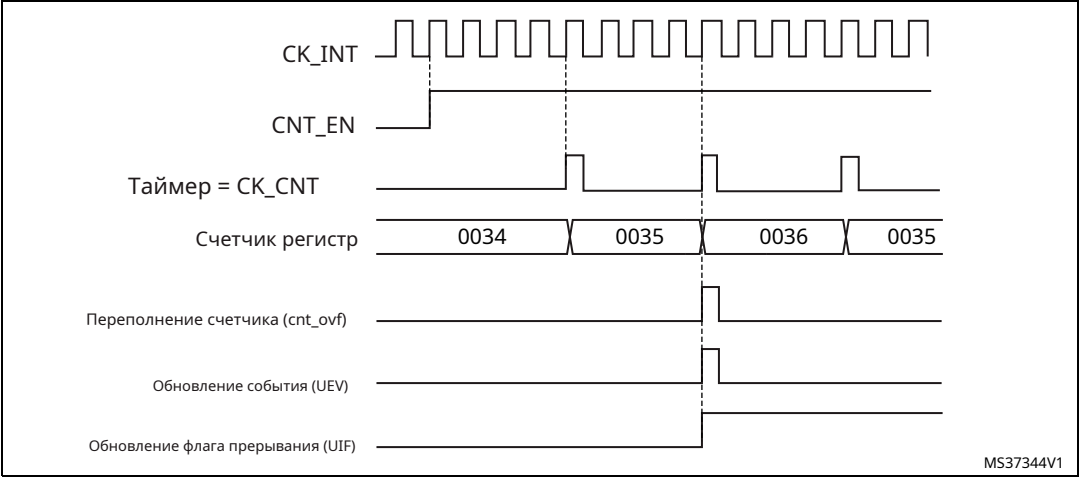 CK_INT
CNT_EN
Таймер = CK_CNT
Счетчик регистр 0034 0035 0036 0035
Переполнение счетчика (cnt_ovf)
Обновление события (UEV)
Обновление флага прерывания (UIF)
MS37344V1